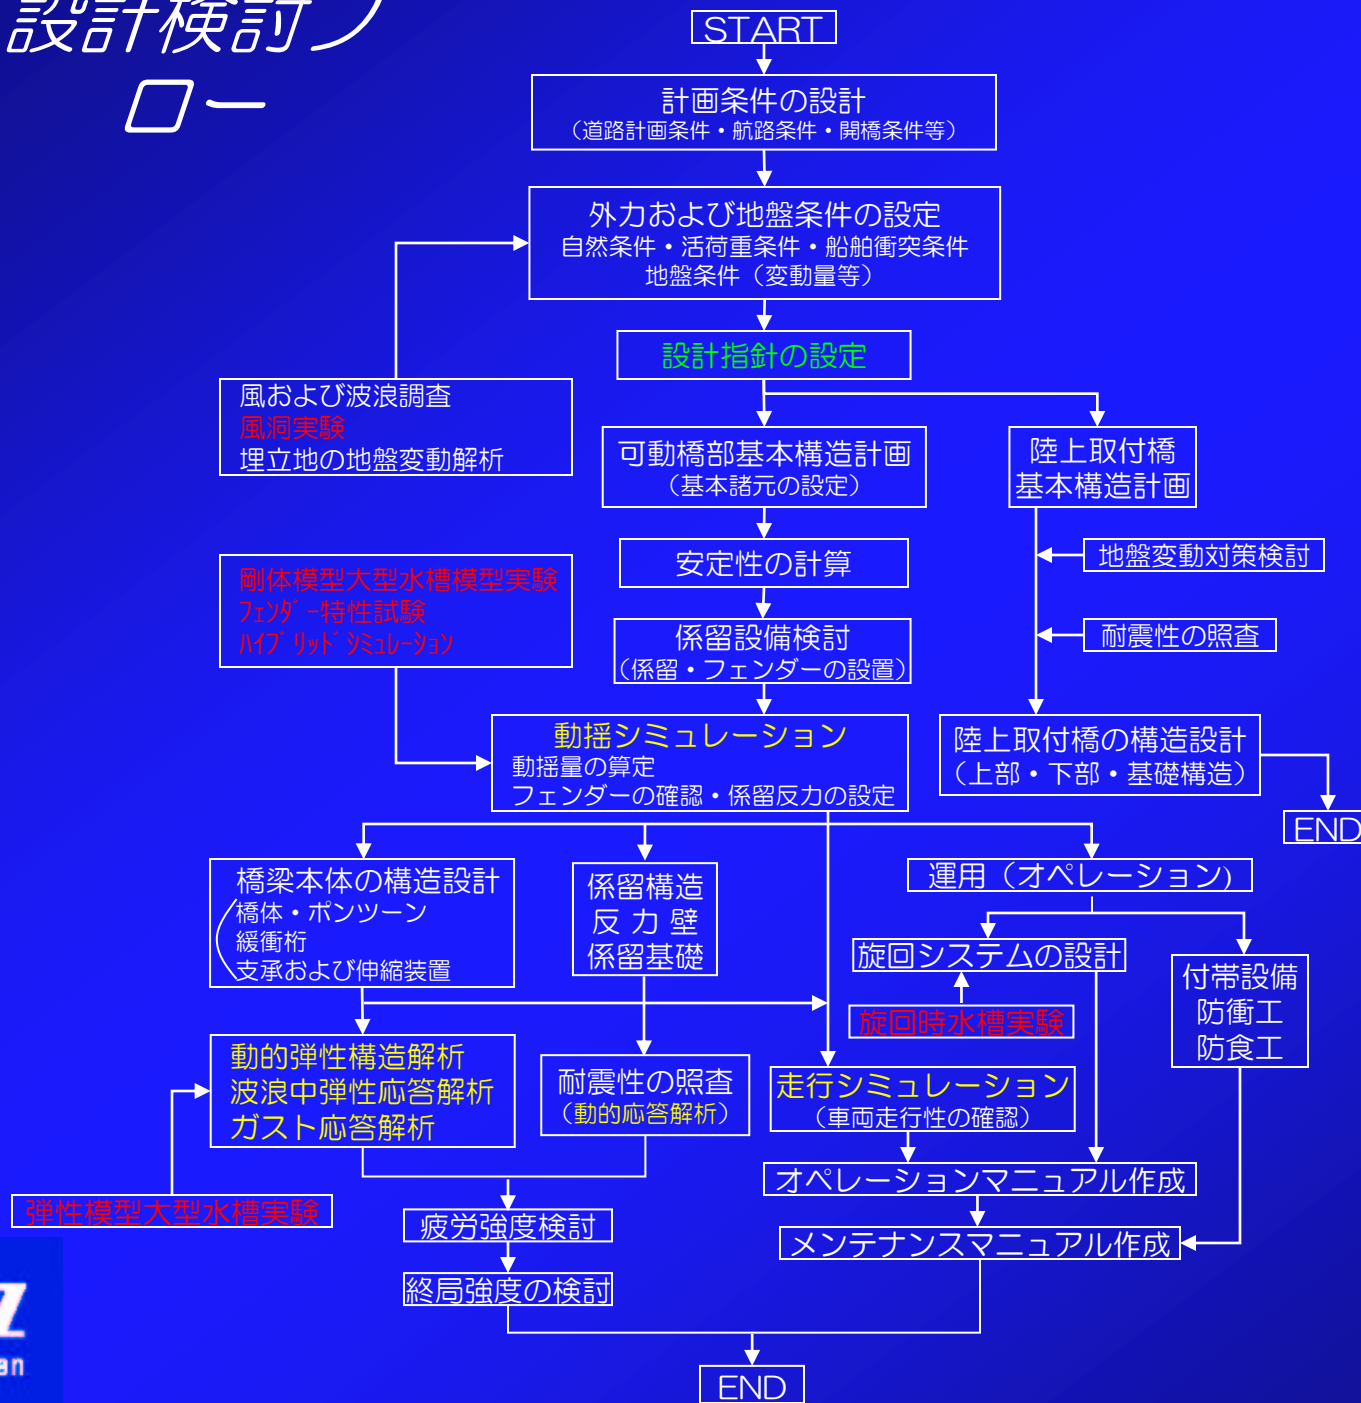 設計検討フ
ロー
START
計画条件の設計
（道路計画条件・航路条件・開橋条件等）
外力および地盤条件の設定
自然条件・活荷重条件・船舶衝突条件
地盤条件（変動量等）
設計指針の設定
風および波浪調査
風洞実験
埋立地の地盤変動解析
可動橋部基本構造計画
（基本諸元の設定）
陸上取付橋
基本構造計画
安定性の計算
地盤変動対策検討
剛体模型大型水槽模型実験
ﾌｪﾝﾀﾞｰ特性試験
ﾊｲﾌﾞﾘｯﾄﾞｼﾐｭﾚｰｼｮﾝ
係留設備検討
（係留・フェンダーの設置）
耐震性の照査
動揺シミュレーション
動揺量の算定
フェンダーの確認・係留反力の設定
陸上取付橋の構造設計
（上部・下部・基礎構造）
END
橋梁本体の構造設計
橋体・ポンツーン
緩衝桁
支承および伸縮装置
係留構造
反 力 壁
係留基礎
運用（オペレーション)
旋回システムの設計
付帯設備
防衝工
防食工
旋回時水槽実験
動的弾性構造解析
波浪中弾性応答解析
ガスト応答解析
耐震性の照査
（動的応答解析）
走行シミュレーション
（車両走行性の確認）
オペレーションマニュアル作成
弾性模型大型水槽実験
疲労強度検討
メンテナンスマニュアル作成
終局強度の検討
END